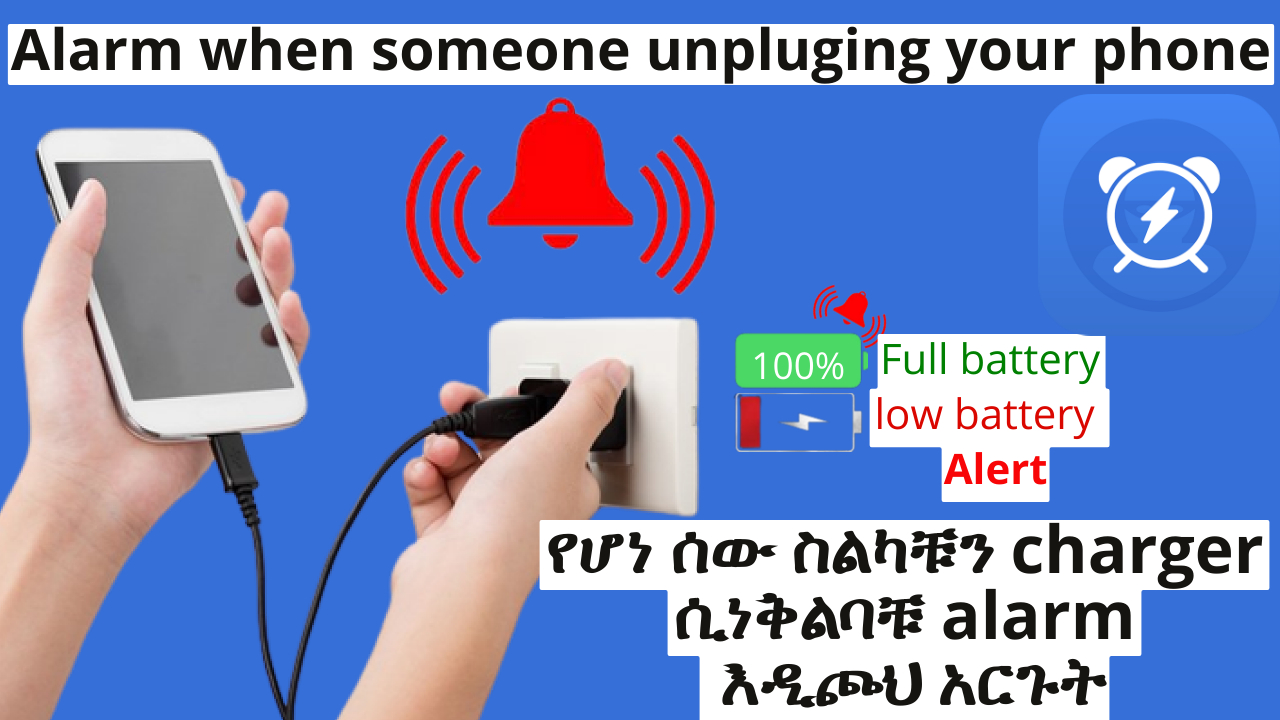 Alarm when someone unpluging your phone
100% Full battery
low battery
Alert
የሆነ ሰው ስልካቹን charger
ሲነቅልባቹ alarm
እዲጮህ አርጉት